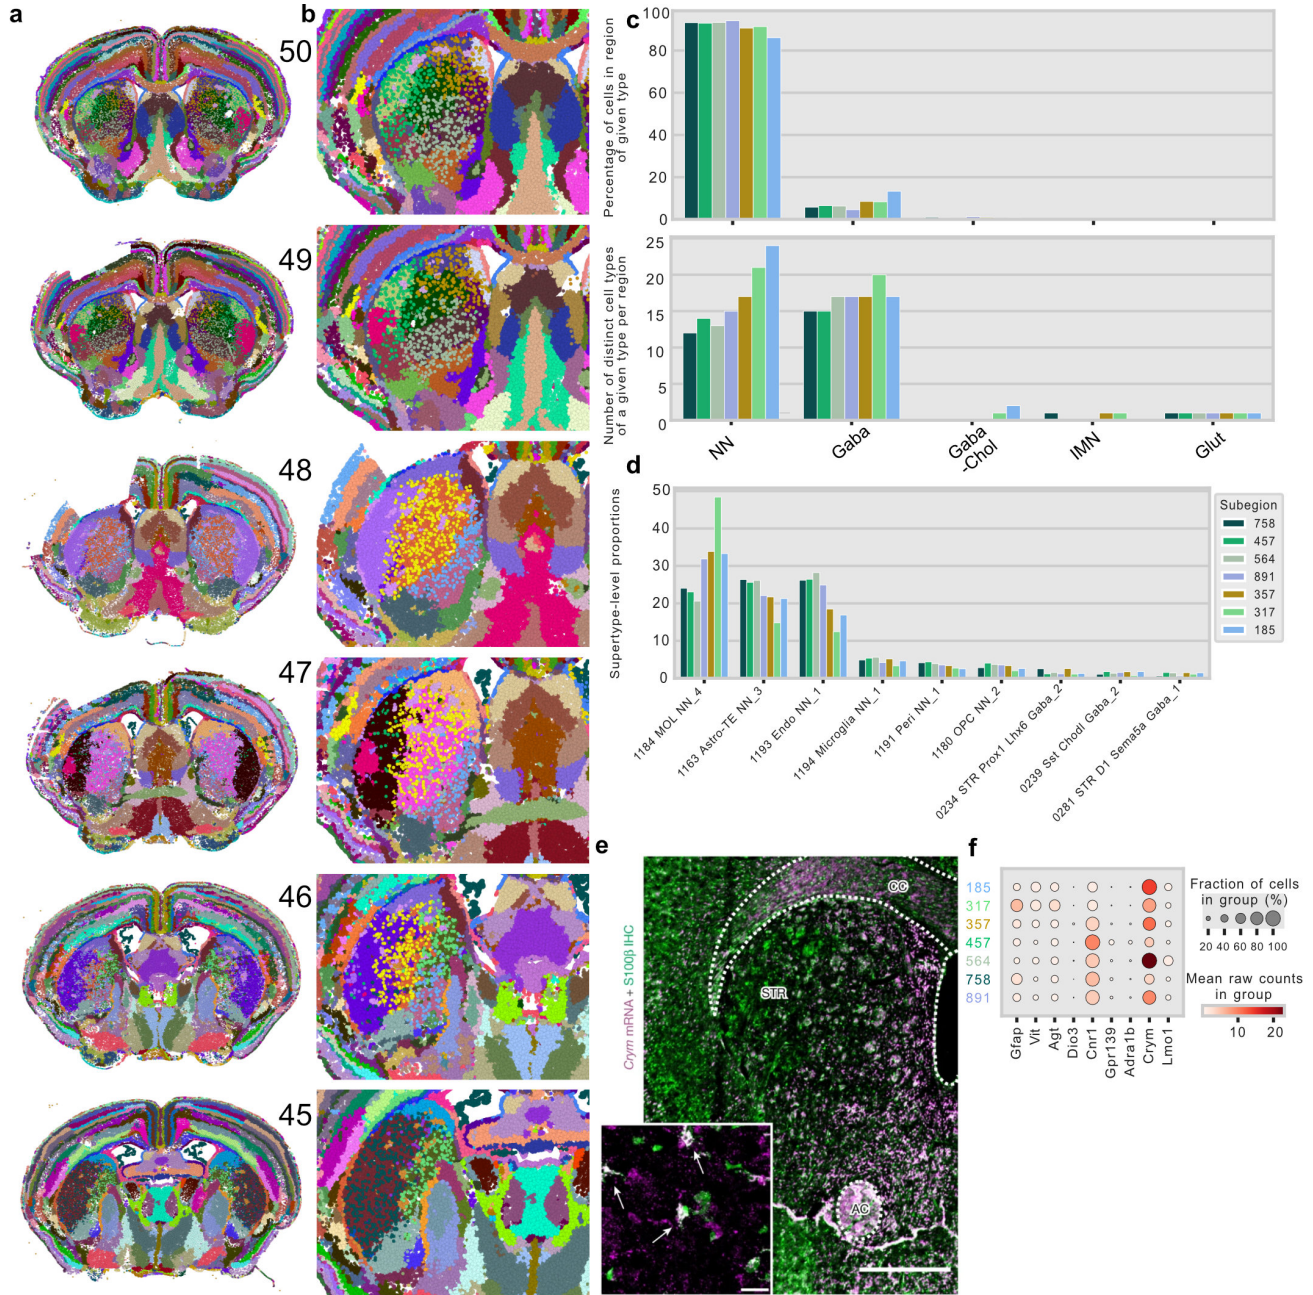 a
b
50
49
48
47
46
45
c
Percentage of cells in region
of given type
100
80
60
40
20
0
Number of distinct cell types
of a given type per region
25
20
15
10
5
0
NN
Gaba
Gaba
-Chol
IMN
Glut
d
Supertype-level proportions
50
40
30
20
10
0
1184 MOL NN_4
1163 Astro-TE NN_3
1193 Endo NN_1
1194 Microglia NN_1
1191 Peri NN_1
1180 OPC NN_2
0234 STR Prox1 Lhx6 Gaba_2
0239 Sst Chodl Gaba_2
0281 STR D1 Sema5a Gaba_1
Subegion
758
457
564
891
357
317
185
e
Crym mRNA + S100β IHC
CC
STR
AC
f
185
317
357
457
564
758
891
Gfap
Vit
Agt
Dio3
Cnr1
Gpr139
Adra1b
Crym
Lmo1
Fraction of cells
in group (%)
20 40 60 80 100
Mean raw counts
in group
10 20